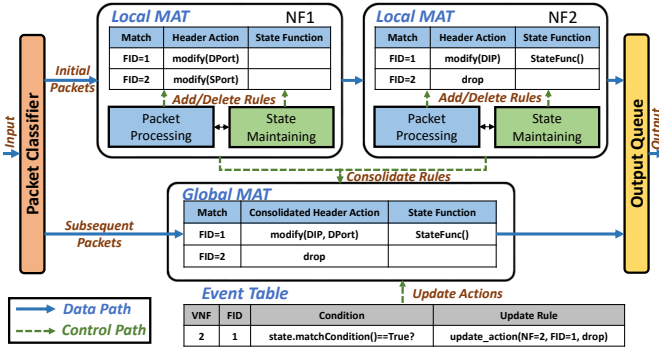 Local MAT NF1
Match Header Action State Function
FID=1 modify(DPort)
FID=2 modify(SPort)
Add/Delete Rules
Packet Processing
State Maintaining
Local MAT NF2
Match Header Action State Function
FID=1 modify(DIP) StateFunc()
FID=2 drop
Add/Delete Rules
Packet Processing
State Maintaining
Input
Packet Classifier
Initial Packets
Subsequent Packets
Consolidate Rules
Global MAT
Match Consolidated Header Action State Function
FID=1 modify(DIP, DPort) StateFunc()
FID=2 drop
Output Queue
Output
Update Actions
Event Table
VNF FID Condition Update Rule
2 1 state.matchCondition()==True? update_action(NF=2, FID=1, drop)
Data Path
Control Path